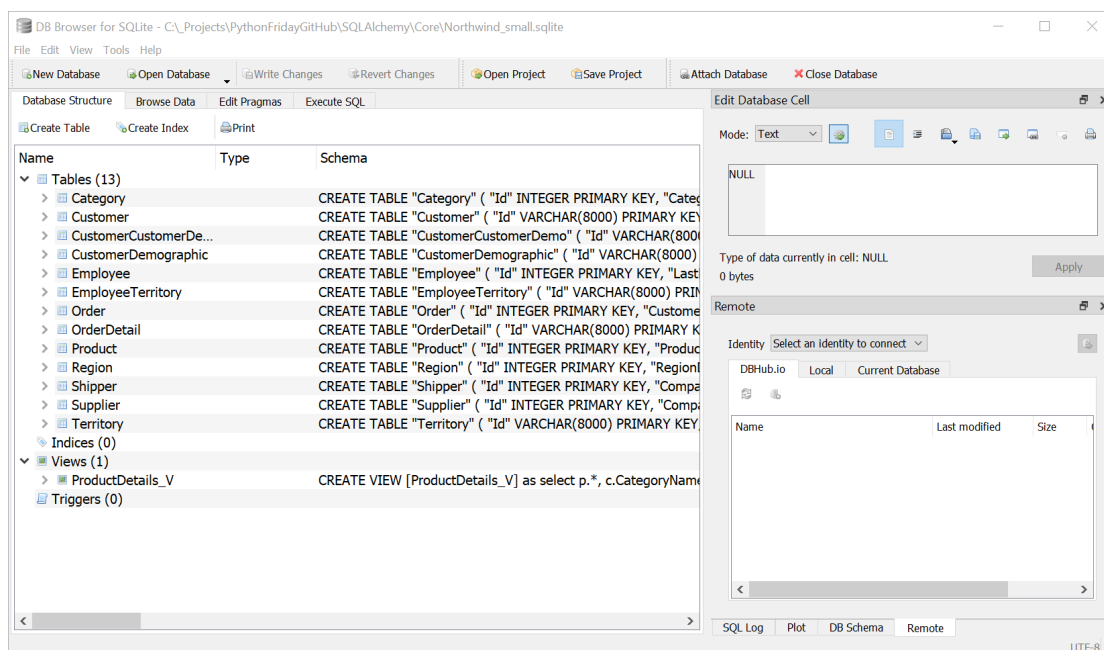 DB Browser for SQLite - C:\_Projects\PythonFridayGitHub\SQLAlchemy\Core\Northwind_small.sqlite
File Edit View Tools Help
New Database Open Database Write Changes Revert Changes Open Project Save Project Attach Database Close Database
Database Structure Browse Data Edit Pragmas Execute SQL
Create Table Create Index Print
Name Type Schema
Tables (13)
Category CREATE TABLE "Category" ( "Id" INTEGER PRIMARY KEY, "Categ
Customer CREATE TABLE "Customer" ( "Id" VARCHAR(8000) PRIMARY KEY
CustomerCustomerDe... CREATE TABLE "CustomerCustomerDemo" ( "Id" VARCHAR(800
CustomerDemographic CREATE TABLE "CustomerDemographic" ( "Id" VARCHAR(8000)
Employee CREATE TABLE "Employee" ( "Id" INTEGER PRIMARY KEY, "Last
EmployeeTerritory CREATE TABLE "EmployeeTerritory" ( "Id" VARCHAR(8000) PRIN
Order CREATE TABLE "Order" ( "Id" INTEGER PRIMARY KEY, "Custome
OrderDetail CREATE TABLE "OrderDetail" ( "Id" VARCHAR(8000) PRIMARY K
Product CREATE TABLE "Product" ( "Id" INTEGER PRIMARY KEY, "Produc
Region CREATE TABLE "Region" ( "Id" INTEGER PRIMARY KEY, "Region
Shipper CREATE TABLE "Shipper" ( "Id" INTEGER PRIMARY KEY, "Compa
Supplier CREATE TABLE "Supplier" ( "Id" INTEGER PRIMARY KEY, "Compa
Territory CREATE TABLE "Territory" ( "Id" VARCHAR(8000) PRIMARY KEY,
Indices (0)
Views (1)
ProductDetails_V CREATE VIEW [ProductDetails_V] as select p.*, c.CategoryName
Triggers (0)
Edit Database Cell
Mode: Text
NULL
Type of data currently in cell: NULL
0 bytes
Apply
Remote
Identity Select an identity to connect
DBHub.io Local Current Database
Name Last modified Size
SQL Log Plot DB Schema Remote
UTF-8